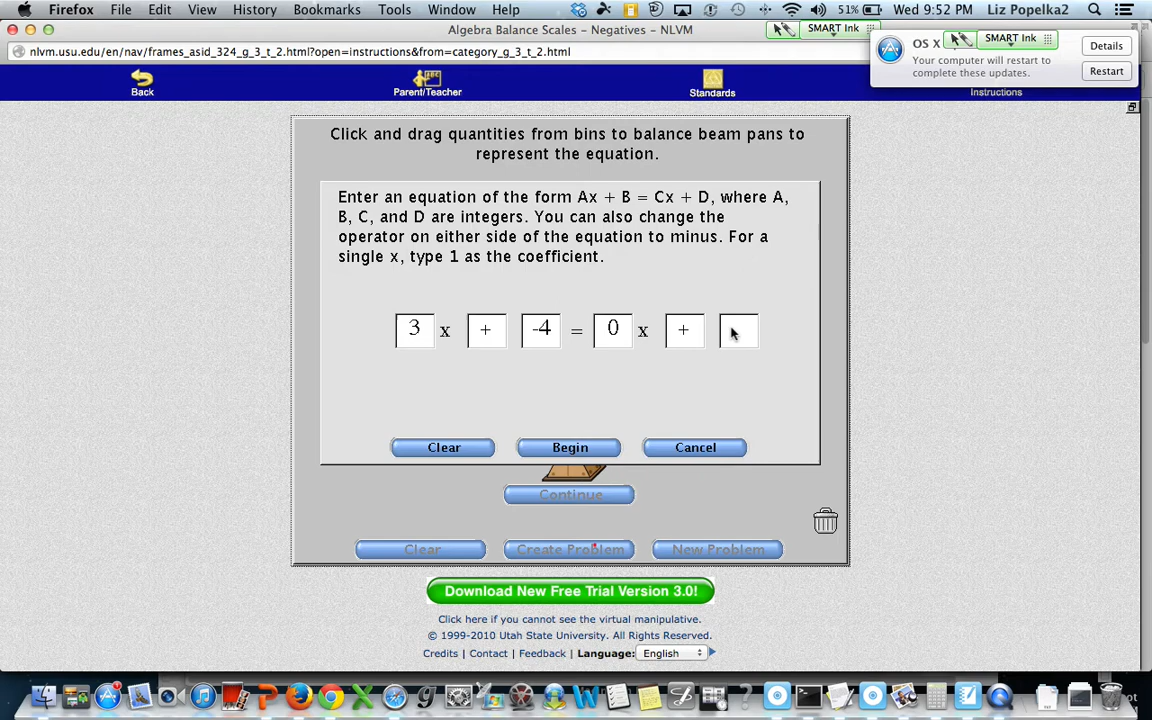 Firefox File Edit View History Bookmarks Tools Window Help 51% Wed 9:52 PM Liz Popelka2
Algebra Balance Scales – Negatives – NLVM
SMART Ink
nlvm.usu.edu/en/nav/frames_asid_324_g_3_t_2.html?open=instructions&from=category_g_3_t_2.html
OS X
SMART Ink
Your computer will restart to
complete these updates.
Details
Restart
Back Parent/Teacher Standards Instructions
Click and drag quantities from bins to balance beam pans to
represent the equation.
Enter an equation of the form Ax + B = Cx + D, where A,
B, C, and D are integers. You can also change the
operator on either side of the equation to minus. For a
single x, type 1 as the coefficient.
3 x + -4 = 0 x +
Clear Begin Cancel
Continue
Clear Create Problem New Problem
Download New Free Trial Version 3.0!
Click here if you cannot see the virtual manipulative.
© 1999-2010 Utah State University. All Rights Reserved.
Credits | Contact | Feedback | Language: English